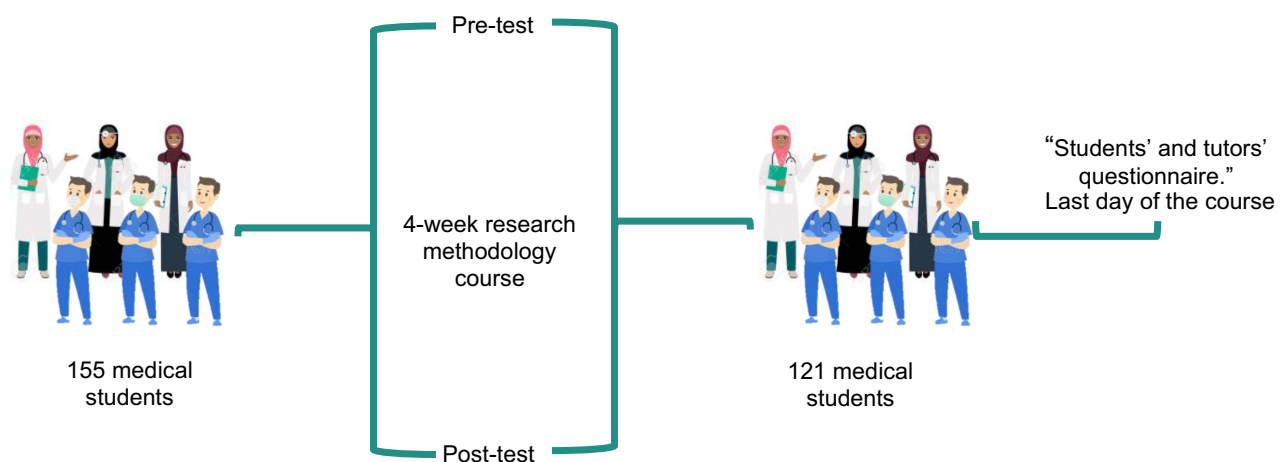 Pre-test
4-week research
methodology
course
Post-test
155 medical
students
121 medical
students
“Students’ and tutors’
questionnaire.”
Last day of the course